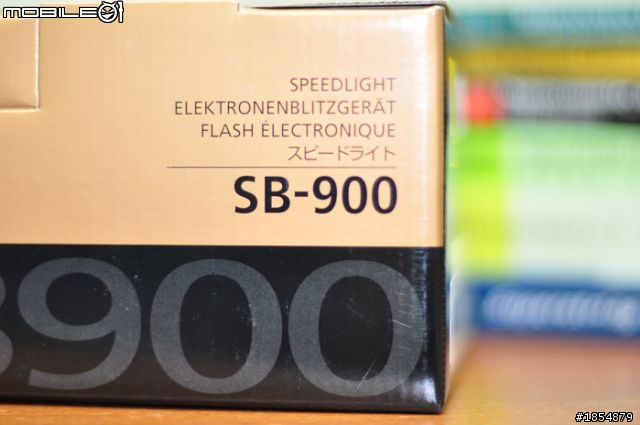 MOBILE01
SPEEDLIGHT
ELEKTRONENBLITZGERÄT
FLASH ÉLECTRONIQUE
スピードライト
SB-900
900
#1854879